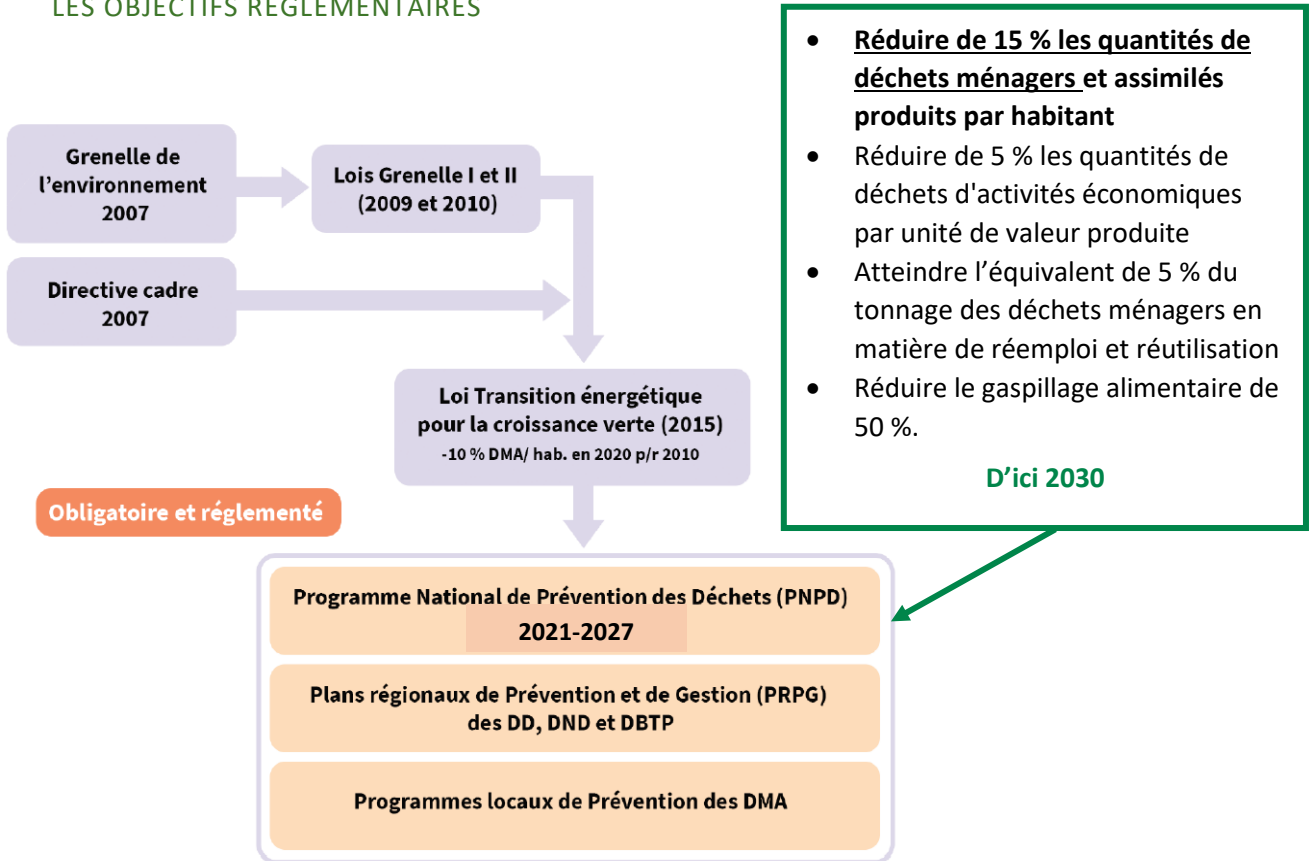 LES OBJECTIFS RÉGLEMENTAIRES
Grenelle de
l’environnement
2007
Lois Grenelle I et II
(2009 et 2010)
Directive cadre
2007
Loi Transition énergétique
pour la croissance verte (2015)
-10 % DMA/ hab. en 2020 p/r 2010
Obligatoire et réglementé
Programme National de Prévention des Déchets (PNPD)
2021-2027
Plans régionaux de Prévention et de Gestion (PRPG)
des DD, DND et DBTP
Programmes locaux de Prévention des DMA
• Réduire de 15 % les quantités de
déchets ménagers et assimilés
produits par habitant
• Réduire de 5 % les quantités de
déchets d'activités économiques
par unité de valeur produite
• Atteindre l’équivalent de 5 % du
tonnage des déchets ménagers en
matière de réemploi et réutilisation
• Réduire le gaspillage alimentaire de
50 %.
D’ici 2030